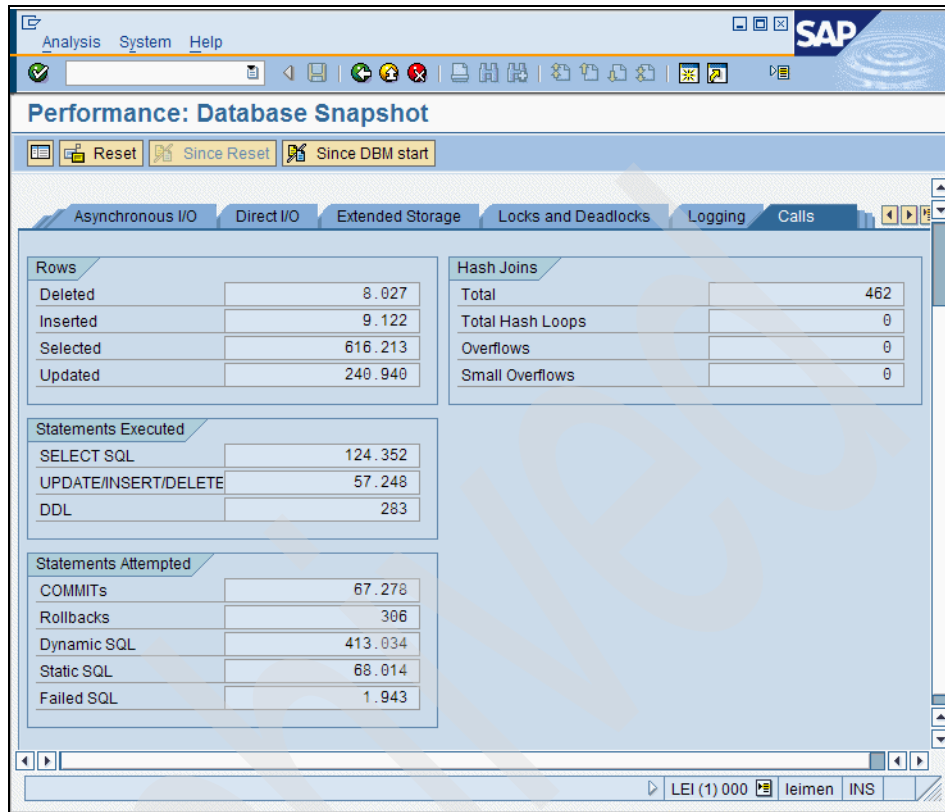 Analysis System Help
SAP
Performance: Database Snapshot
Reset Since Reset Since DBM start
Asynchronous I/O Direct I/O Extended Storage Locks and Deadlocks Logging Calls
Rows
Deleted 8.027
Inserted 9.122
Selected 616.213
Updated 240.940
Hash Joins
Total 462
Total Hash Loops 0
Overflows 0
Small Overflows 0
Statements Executed
SELECT SQL 124.352
UPDATE/INSERT/DELETE 57.248
DDL 283
Statements Attempted
COMMITs 67.278
Rollbacks 306
Dynamic SQL 413.034
Static SQL 68.014
Failed SQL 1.943
LEI (1) 000 leimen INS